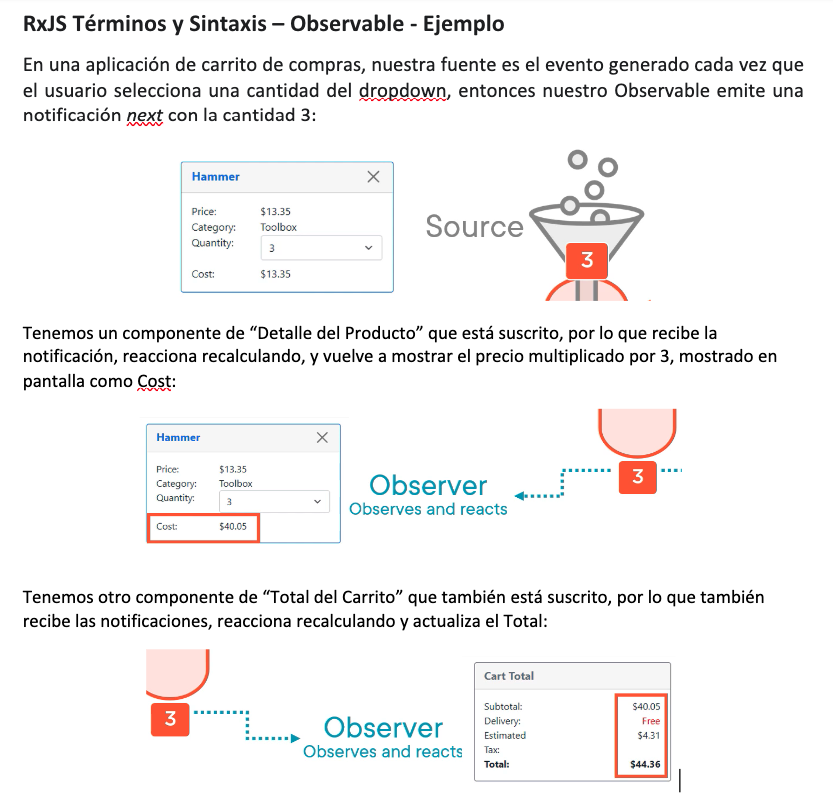 RxJS Términos y Sintaxis – Observable - Ejemplo
En una aplicación de carrito de compras, nuestra fuente es el evento generado cada vez que
el usuario selecciona una cantidad del dropdown, entonces nuestro Observable emite una
notificación next con la cantidad 3:
Hammer
Price: $13.35
Category: Toolbox
Quantity: 3
Cost: $13.35
Source
3
Tenemos un componente de “Detalle del Producto” que está suscrito, por lo que recibe la
notificación, reacciona recalculando, y vuelve a mostrar el precio multiplicado por 3, mostrado en
pantalla como Cost:
Hammer
Price: $13.35
Category: Toolbox
Quantity: 3
Cost: $40.05
Observer
Observes and reacts
3
Tenemos otro componente de “Total del Carrito” que también está suscrito, por lo que también
recibe las notificaciones, reacciona recalculando y actualiza el Total:
3
Observer
Observes and reacts
Cart Total
Subtotal: $40.05
Delivery: Free
Estimated $4.31
Tax:
Total: $44.36